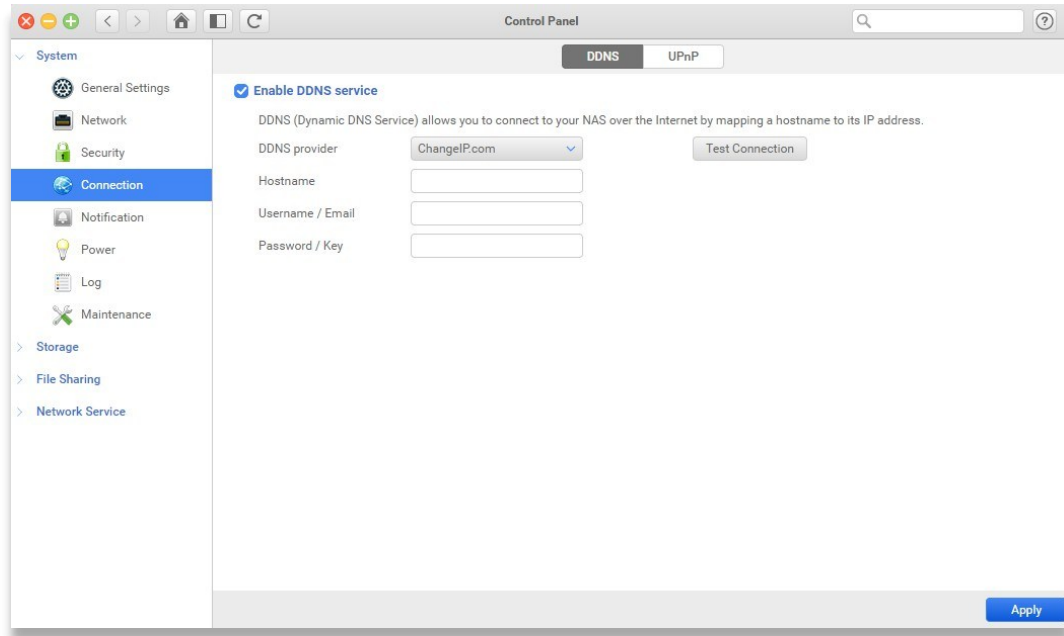 Control Panel
?
System
General Settings
Network
Security
Connection
Notification
Power
Log
Maintenance
Storage
File Sharing
Network Service
DDNS UPnP
Enable DDNS service
DDNS (Dynamic DNS Service) allows you to connect to your NAS over the Internet by mapping a hostname to its IP address.
DDNS provider ChangeIP.com Test Connection
Hostname
Username / Email
Password / Key
Apply